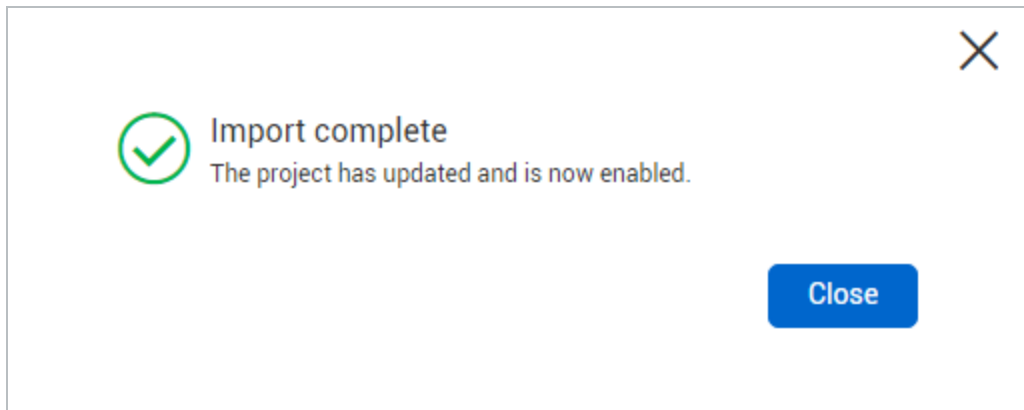 Import complete
The project has updated and is now enabled.
Close